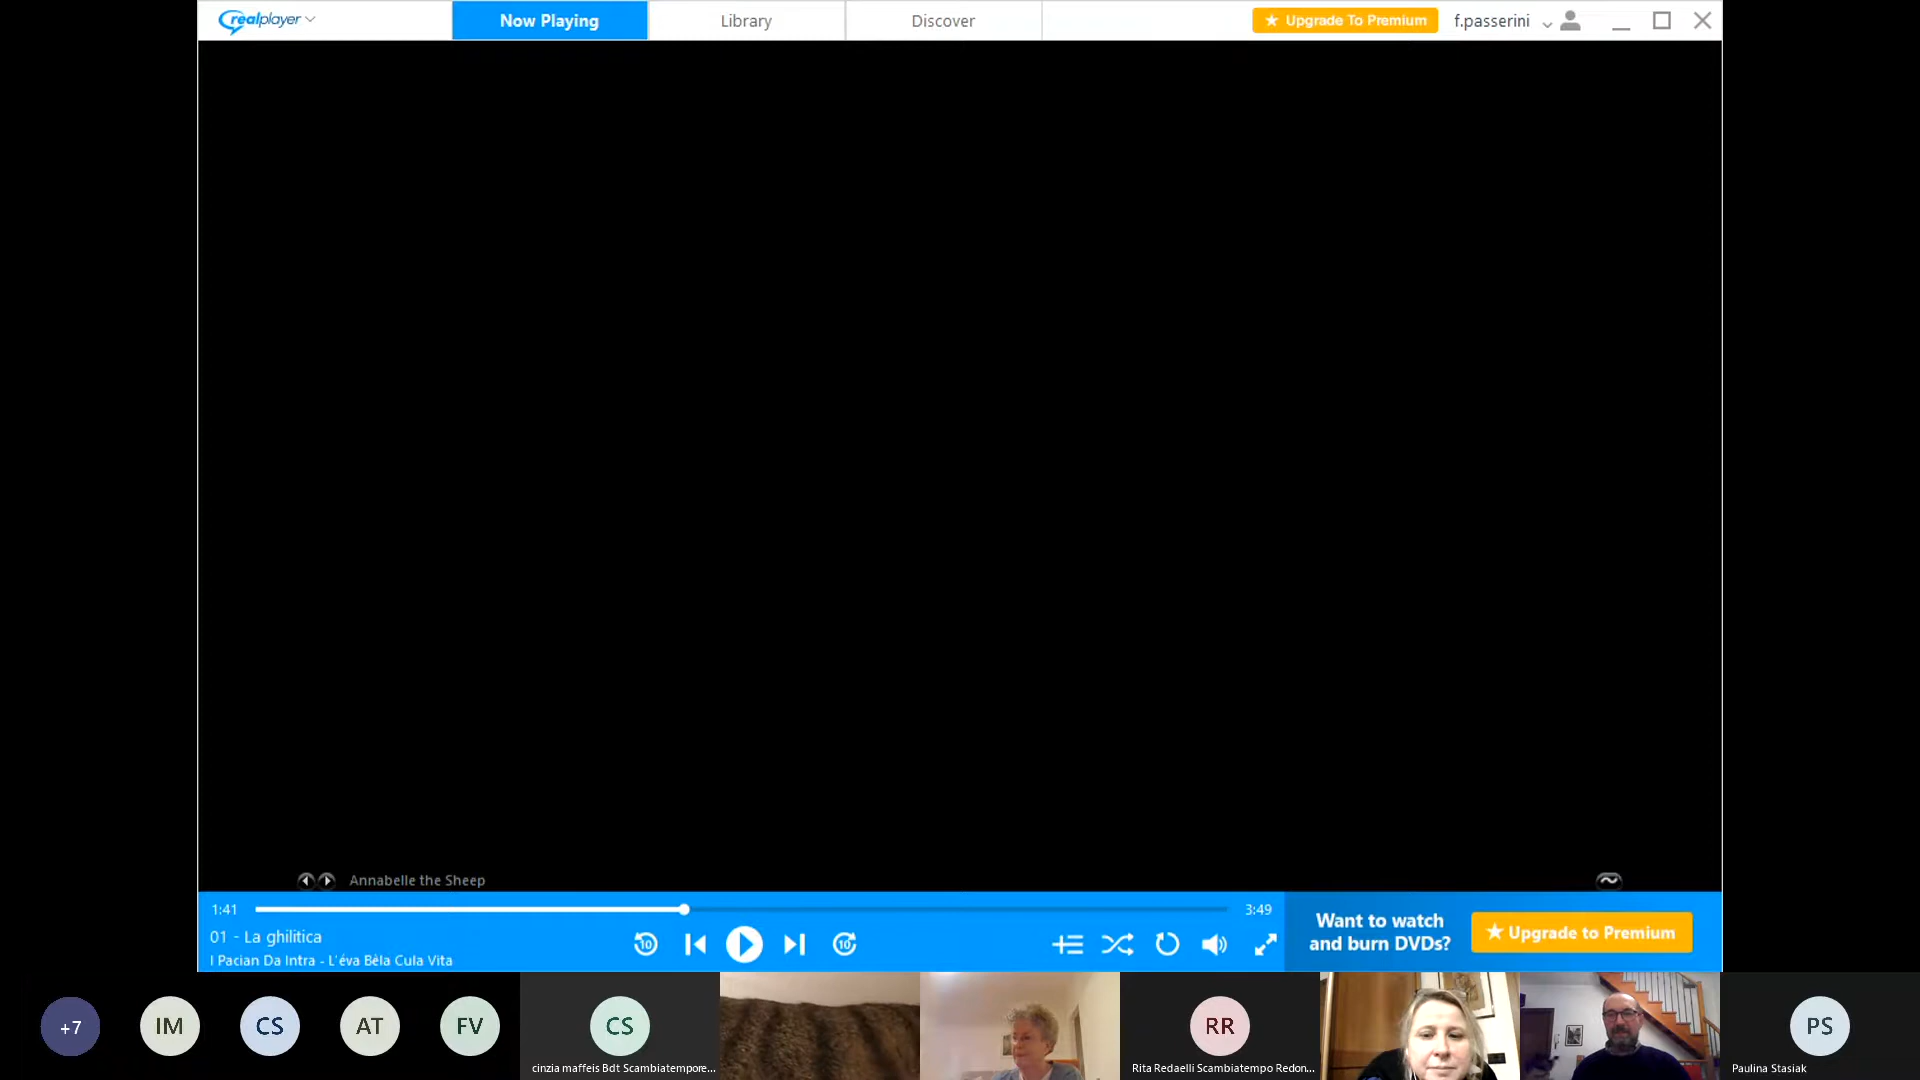 realplayer
Now Playing
Library
Discover
★ Upgrade To Premium
f.passerini
Annabelle the Sheep
1:41
3:49
01 - La ghilitica
I Pacian Da Intra - L'éva Bèla Cula Vita
10
10
Want to watch
and burn DVDs?
★ Upgrade to Premium
+7
IM
CS
AT
FV
CS
cinzia maffeis Bdt Scambiatempore...
RR
Rita Redaelli Scambiatempo Redon...
PS
Paulina Stasiak